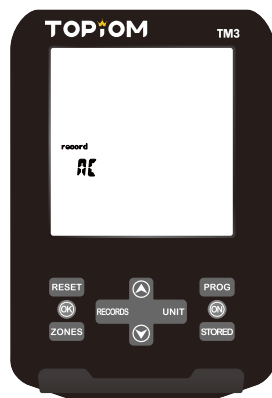 TOPIOM
TM3
record
AC
RESET
PROG
OK
RECORDS
UNIT
ON
ZONES
STORED